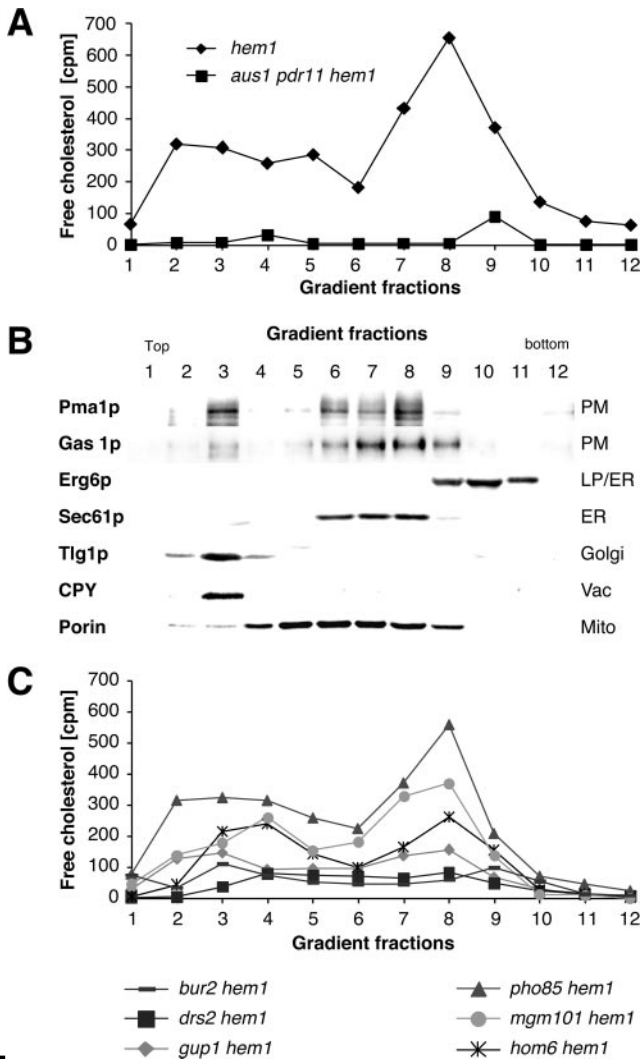 A
Free cholesterol [cpm]
700
600
500
400
300
200
100
0
hem1
aus1 pdr11 hem1
1 2 3 4 5 6 7 8 9 10 11 12
Gradient fractions
B
Gradient fractions
Top bottom
1 2 3 4 5 6 7 8 9 10 11 12
Pma1p PM
Gas 1p PM
Erg6p LP/ER
Sec61p ER
Tlg1p Golgi
CPY Vac
Porin Mito
C
Free cholesterol [cpm]
700
600
500
400
300
200
100
0
1 2 3 4 5 6 7 8 9 10 11 12
Gradient fractions
bur2 hem1 pho85 hem1
drs2 hem1 mgm101 hem1
gup1 hem1 hom6 hem1